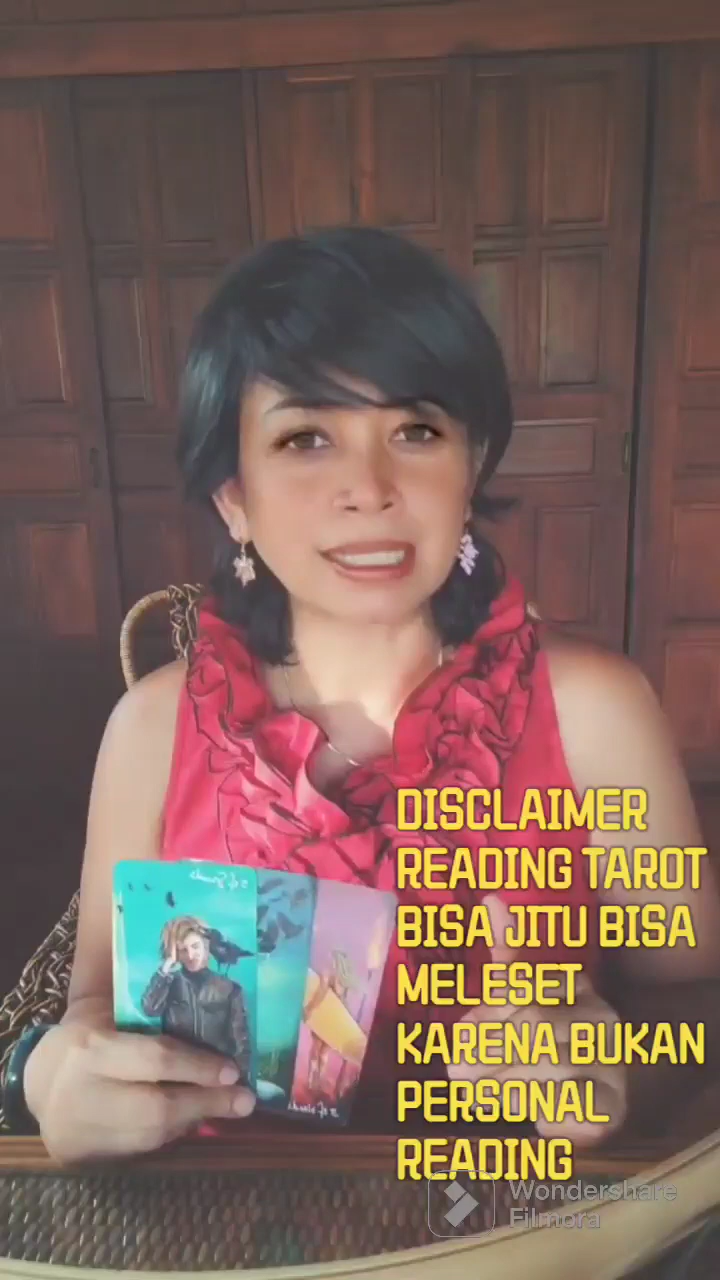 DISCLAIMER
READING TAROT
BISA JITU BISA
MELESET
KARENA BUKAN
PERSONAL
READING
Wondershare
Filmora